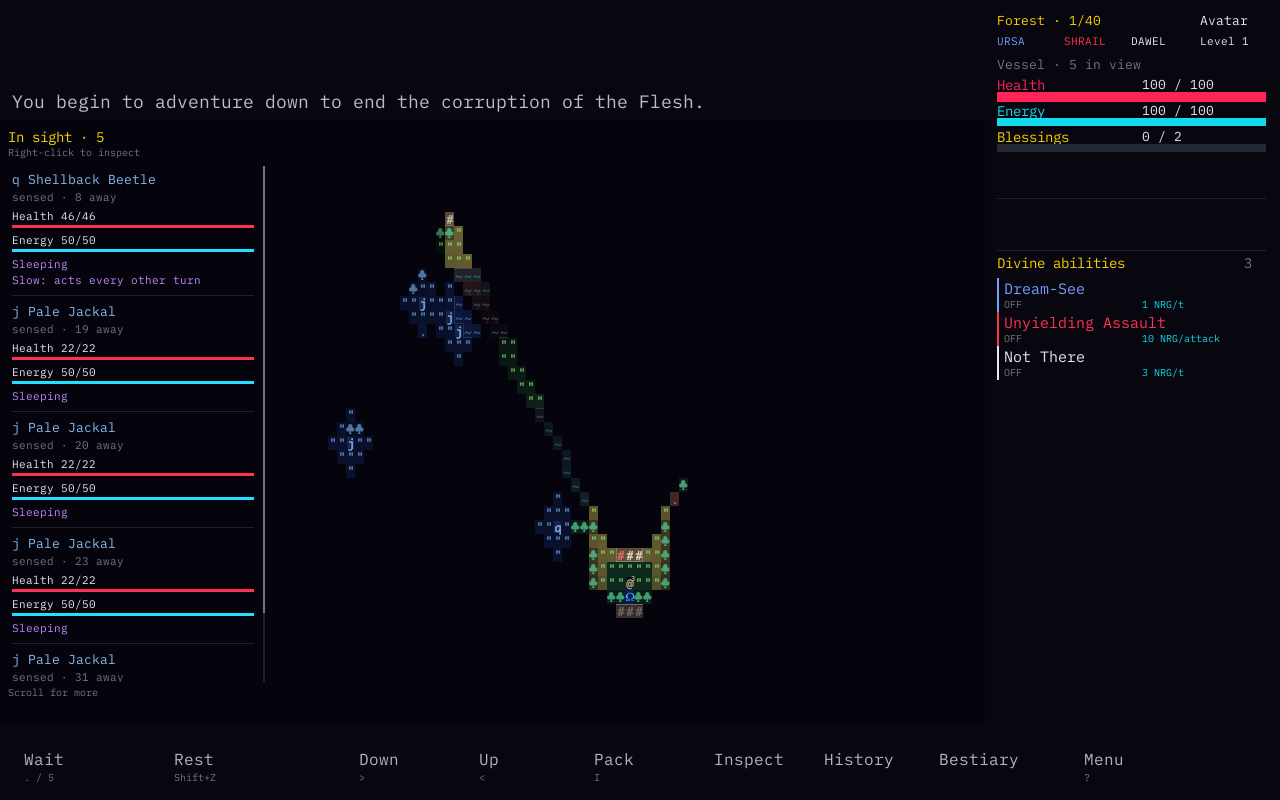 Forest · 1/40 Avatar
URSA SHRAIL DAWEL Level 1
Vessel · 5 in view
Health 100 / 100
Energy 100 / 100
Blessings 0 / 2
You begin to adventure down to end the corruption of the Flesh.
In sight · 5
Right-click to inspect
q Shellback Beetle
sensed · 8 away
Health 46/46
Energy 50/50
Sleeping
Slow: acts every other turn
j Pale Jackal
sensed · 19 away
Health 22/22
Energy 50/50
Sleeping
j Pale Jackal
sensed · 20 away
Health 22/22
Energy 50/50
Sleeping
j Pale Jackal
sensed · 23 away
Health 22/22
Energy 50/50
Sleeping
j Pale Jackal
sensed · 31 away
Scroll for more
Divine abilities 3
Dream-See
OFF 1 NRG/t
Unyielding Assault
OFF 10 NRG/attack
Not There
OFF 3 NRG/t
Wait Rest Down Up Pack Inspect History Bestiary Menu
. / 5 Shift+Z > < I ?